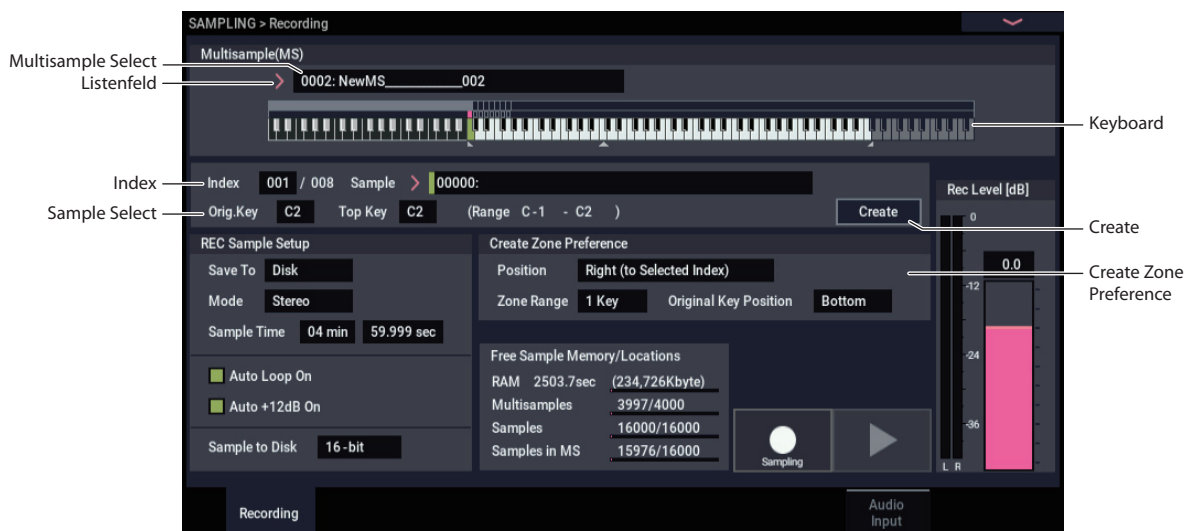 SAMPLING > Recording
Multisample(MS)
Multisample Select
Listenfeld
0002: NewMS__________002
Keyboard
Index
Index 001 / 008 Sample 00000:
Rec Level [dB]
Sample Select
Orig.Key C2 Top Key C2 (Range C-1 - C2 )
Create
Create
0
REC Sample Setup
Create Zone Preference
Save To Disk
Position Right (to Selected Index)
0.0
Create Zone
Preference
-12
Mode Stereo
Zone Range 1 Key Original Key Position Bottom
Sample Time 04 min 59.999 sec
Free Sample Memory/Locations
-24
Auto Loop On
RAM 2503.7sec (234,726Kbyte)
Auto +12dB On
Multisamples 3997/4000
Samples 16000/16000
-36
Sample to Disk 16-bit
Samples in MS 15976/16000
Sampling
L R
Recording
Audio
Input